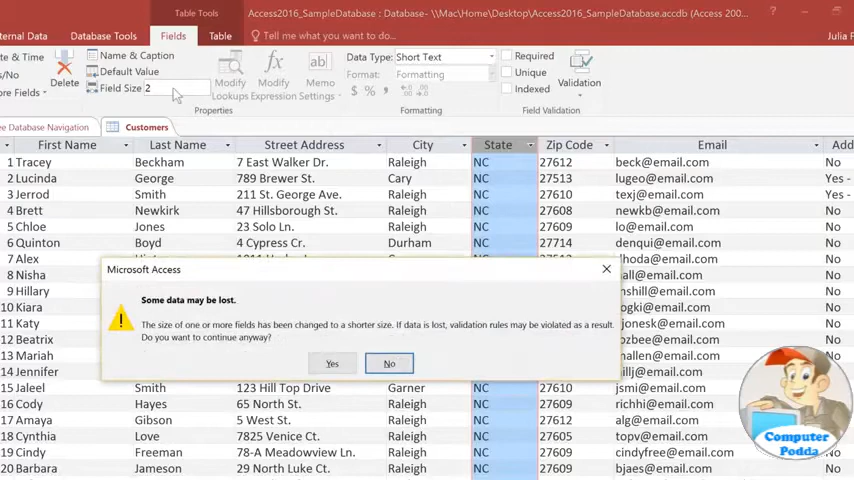 Table Tools
Access2016_SampleDatabase : Database- \\Mac\Home\Desktop\Access2016_SampleDatabase.accdb (Access 200...
ternal Data Database Tools Fields Table Tell me what you want to do... Julia F
te & Time
s/No
ore Fields
Delete
Name & Caption
Default Value
Field Size 2
Modify Lookups
Modify Expression
Memo Settings
Properties
Data Type: Short Text
Format: Formatting
$ % ,
Formatting
Required
Unique
Indexed
Validation
Field Validation
ee Database Navigation Customers
First Name Last Name Street Address City State Zip Code Email Add
1 Tracey Beckham 7 East Walker Dr. Raleigh NC 27612 beck@email.com No
2 Lucinda George 789 Brewer St. Cary NC 27513 lugeo@email.com Yes -
3 Jerrod Smith 211 St. George Ave. Raleigh NC 27610 texj@email.com Yes -
4 Brett Newkirk 47 Hillsborough St. Raleigh NC 27608 newkb@email.com No
5 Chloe Jones 23 Solo Ln. Raleigh NC 27609 lo@email.com No
6 Quinton Boyd 4 Cypress Cr. Durham NC 27714 denqui@email.com No
7 Alex dhoda@email.com No
8 Nisha all@email.com No
9 Hillary nshill@email.com No
10 Kiara ogki@email.com No
11 Katy jonesk@email.com No
12 Beatrix ozbee@email.com No
13 Mariah hallen@email.com No
14 Jennifer illj@email.com
Microsoft Access
Some data may be lost.
The size of one or more fields has been changed to a shorter size. If data is lost, validation rules may be violated as a result.
Do you want to continue anyway?
Yes No
15 Jaleel Smith 123 Hill Top Drive Garner NC 27610 jsmi@email.com
16 Cody Hayes 65 North St. Raleigh NC 27609 richhi@email.com
17 Amaya Gibson 5 West St. Raleigh NC 27612 alg@email.com
18 Cynthia Love 7825 Venice Ct. Raleigh NC 27605 topv@email.com
19 Cindy Freeman 78-A Meadowview Ln. Raleigh NC 27609 cindyfree@email.com
20 Barbara Jameson 29 North Luke Ct. Raleigh NC 27609 bjaes@email.com No
Computer
Podda